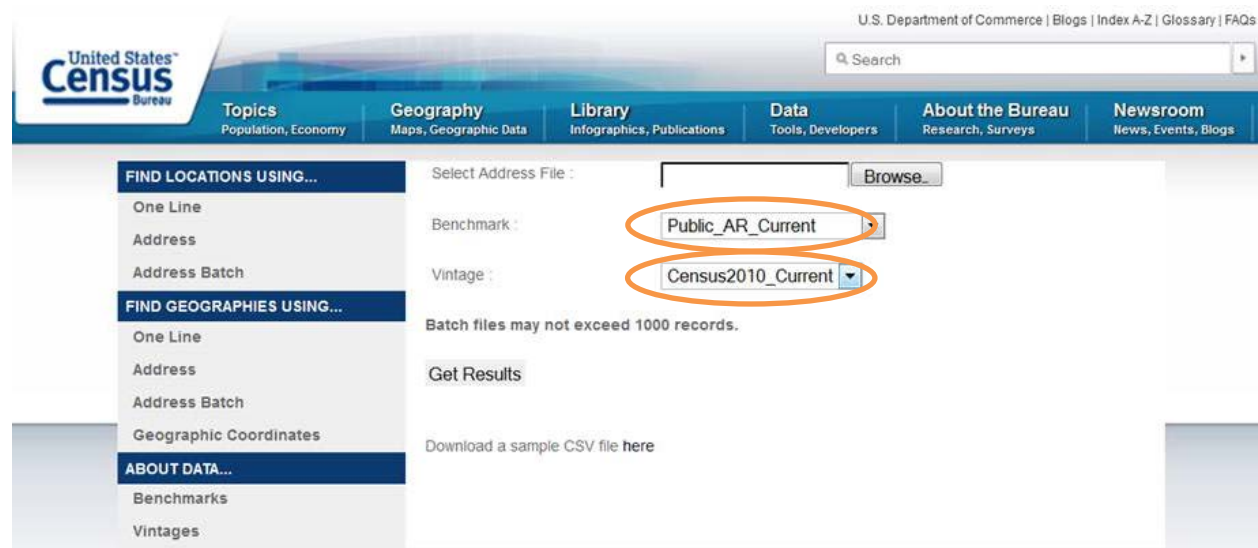 U.S. Department of Commerce | Blogs | Index A-Z | Glossary | FAQs
United States™
Census
Bureau
Search
Topics
Population, Economy
Geography
Maps, Geographic Data
Library
Infographics, Publications
Data
Tools, Developers
About the Bureau
Research, Surveys
Newsroom
News, Events, Blogs
FIND LOCATIONS USING...
One Line
Address
Address Batch
FIND GEOGRAPHIES USING...
One Line
Address
Address Batch
Geographic Coordinates
ABOUT DATA...
Benchmarks
Vintages
Select Address File :
Browse..
Benchmark :
Public_AR_Current
Vintage :
Census2010_Current
Batch files may not exceed 1000 records.
Get Results
Download a sample CSV file here